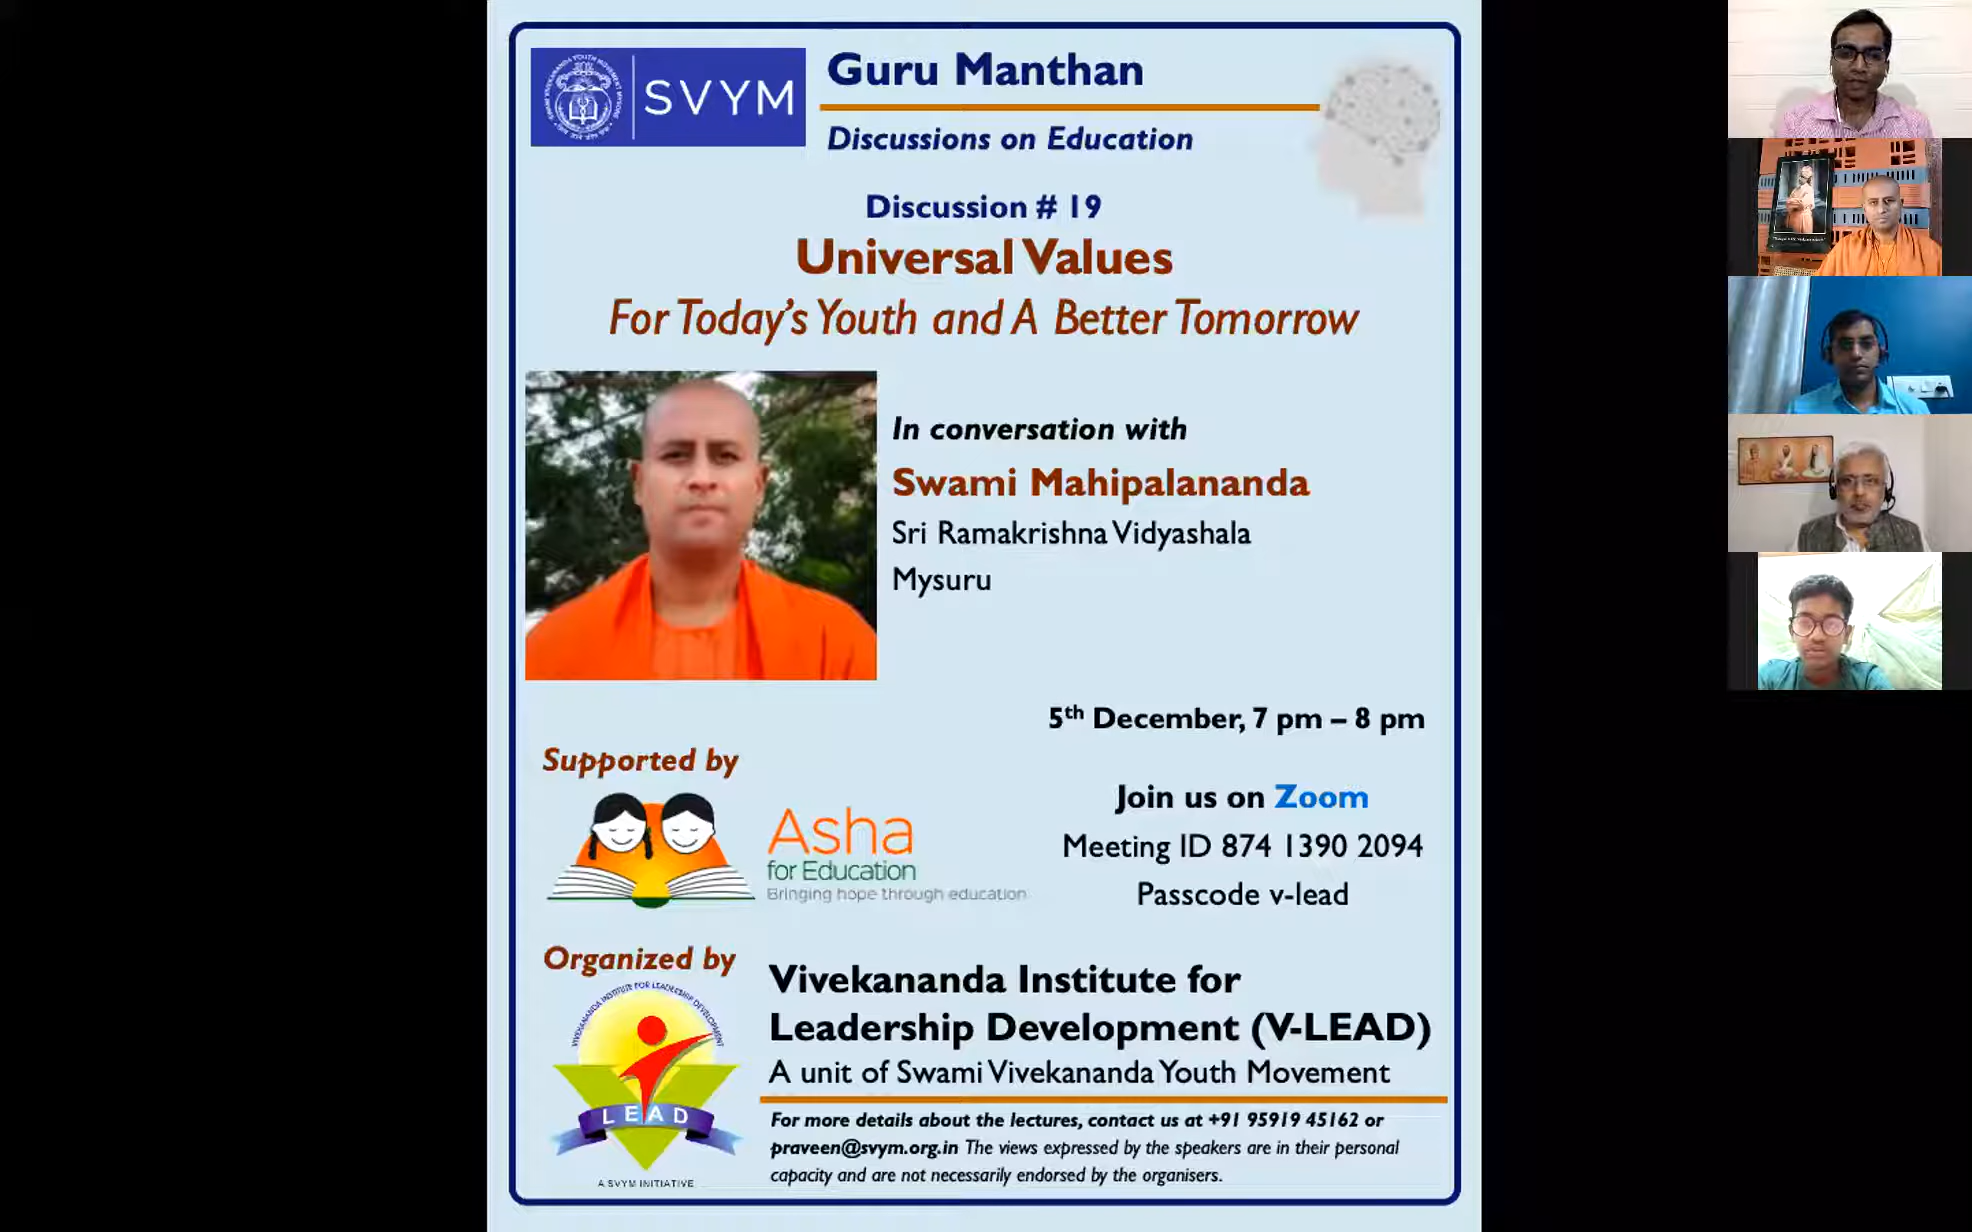 SVYM
Guru Manthan
Discussions on Education
Discussion # 19
Universal Values
For Today's Youth and A Better Tomorrow
In conversation with
Swami Mahipalananda
Sri Ramakrishna Vidyashala
Mysuru
5th December, 7 pm – 8 pm
Supported by
Asha
for Education
Bringing hope through education
Join us on Zoom
Meeting ID 874 1390 2094
Passcode v-lead
Organized by
VIVEKANANDA INSTITUTE FOR LEADERSHIP DEVELOPMENT
LEAD
A SVYM INITIATIVE
Vivekananda Institute for
Leadership Development (V-LEAD)
A unit of Swami Vivekananda Youth Movement
For more details about the lectures, contact us at +91 95919 45162 or
praveen@svym.org.in The views expressed by the speakers are in their personal
capacity and are not necessarily endorsed by the organisers.